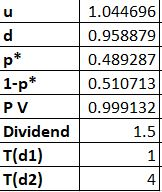 u 1.044696
d 0.958879
p* 0.489287
1-p* 0.510713
P V 0.999132
Dividend 1.5
T(d1) 1
T(d2) 4